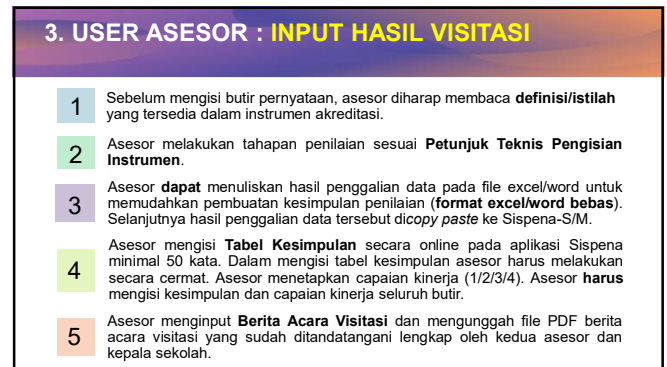 3. USER ASESOR : INPUT HASIL VISITASI
1
Sebelum mengisi butir pernyataan, asesor diharap membaca definisi/istilah
yang tersedia dalam instrumen akreditasi.
2
Asesor melakukan tahapan penilaian sesuai Petunjuk Teknis Pengisian
Instrumen.
3
Asesor dapat menuliskan hasil penggalian data pada file excel/word untuk
memudahkan pembuatan kesimpulan penilaian (format excel/word bebas).
Selanjutnya hasil penggalian data tersebut dicopy paste ke Sispena-S/M.
4
Asesor mengisi Tabel Kesimpulan secara online pada aplikasi Sispena
minimal 50 kata. Dalam mengisi tabel kesimpulan asesor harus melakukan
secara cermat. Asesor menetapkan capaian kinerja (1/2/3/4). Asesor harus
mengisi kesimpulan dan capaian kinerja seluruh butir.
5
Asesor menginput Berita Acara Visitasi dan mengunggah file PDF berita
acara visitasi yang sudah ditandatangani lengkap oleh kedua asesor dan
kepala sekolah.